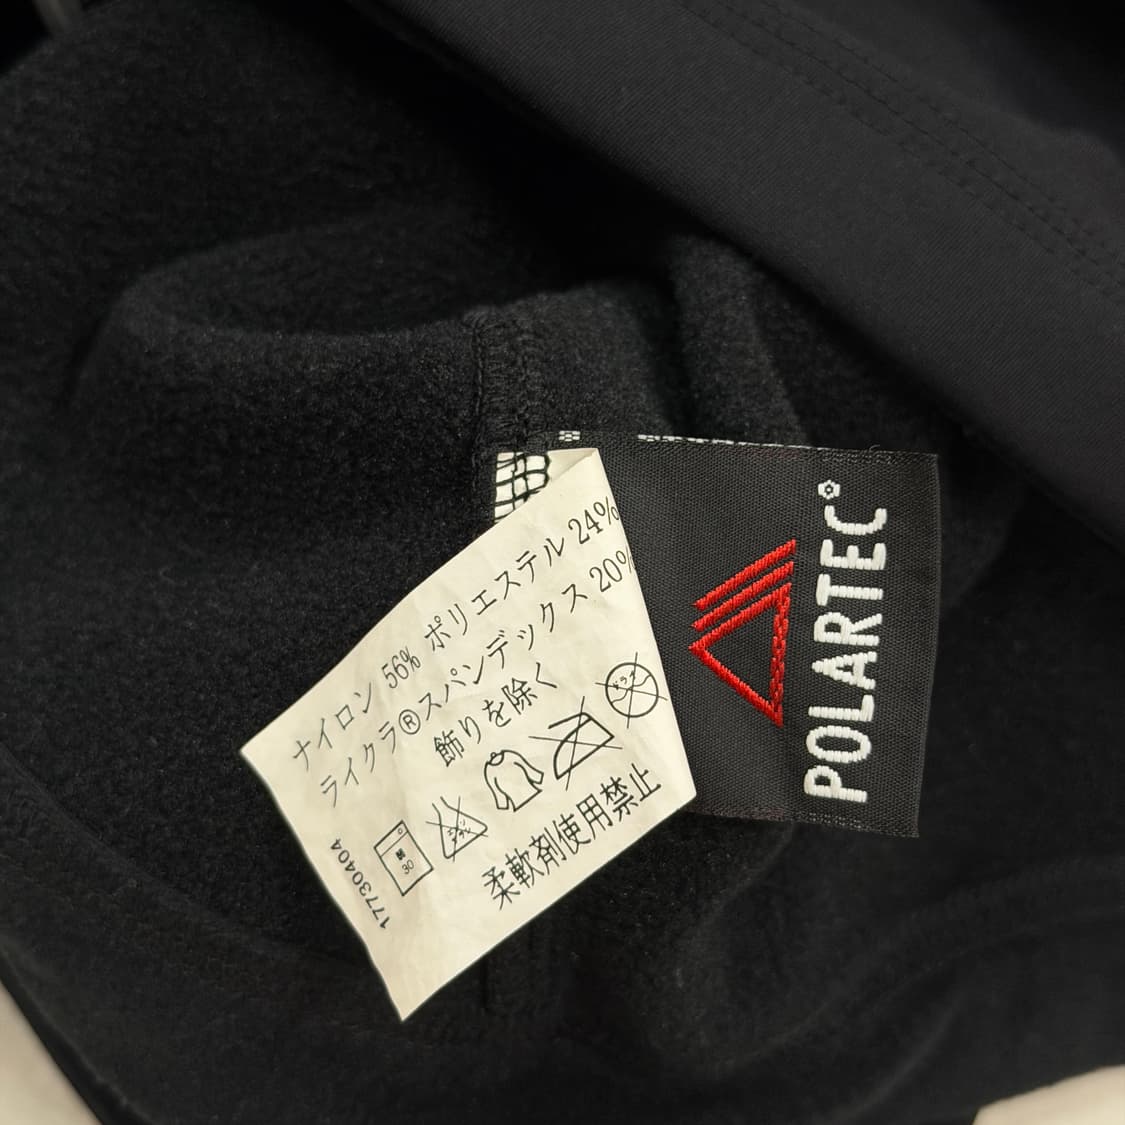 ナイロン 56% ポリエステル 24%
ライクラ®スパンデックス 20%
飾りを除く
30
柔軟剤使用禁止
17730404
POLARTEC®